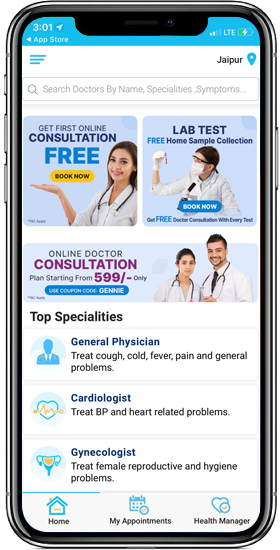 3:01
LTE
App Store
Jaipur
Search Doctors By Name, Specialities ,Symptoms...
GET FIRST ONLINE
CONSULTATION
FREE
BOOK NOW
*T&C Apply
LAB TEST
FREE Home Sample Collection
BOOK NOW
Get FREE Doctor Consultation With Every Test
*T&C Apply
ONLINE DOCTOR
CONSULTATION
Plan Starting From 599/- Only
USE COUPON CODE: GENNIE
*T&C Apply
Top Specialities
General Physician
Treat cough, cold, fever, pain and general
problems.
Cardiologist
Treat BP and heart related problems.
Gynecologist
Treat female reproductive and hygiene
problems.
Home
My Appointments
Health Manager